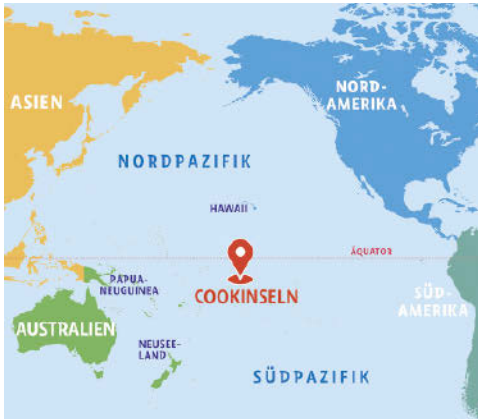 ASIEN
NORD-
AMERIKA
NORDPAZIFIK
HAWAII
ÄQUATOR
PAPUA-
NEUGUINEA
COOKINSELN
SÜD-
AMERIKA
AUSTRALIEN
NEUSEE-
LAND
SÜDPAZIFIK